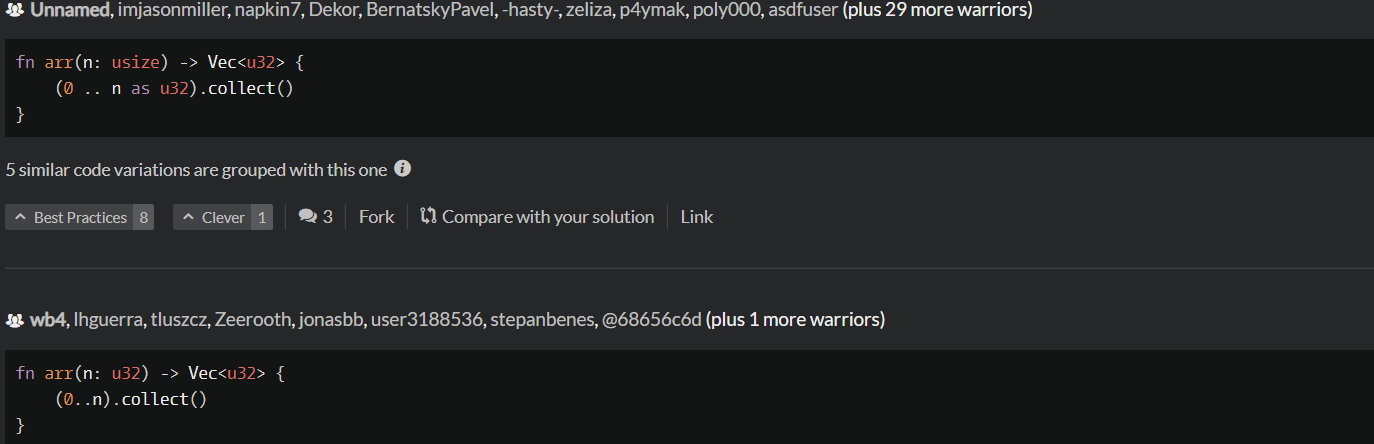 Unnamed, imjasonmiller, napkin7, Dekor, BernatskyPavel, -hasty-, zeliza, p4ymak, poly000, asdfuser (plus 29 more warriors)
fn arr(n: usize) -> Vec<u32> {
    (0 .. n as u32).collect()
}
5 similar code variations are grouped with this one
Best Practices 8 Clever 1 3 Fork Compare with your solution Link
wb4, lhguerra, tluszcz, Zeerooth, jonasbb, user3188536, stepanbenes, @68656c6d (plus 1 more warriors)
fn arr(n: u32) -> Vec<u32> {
    (0..n).collect()
}